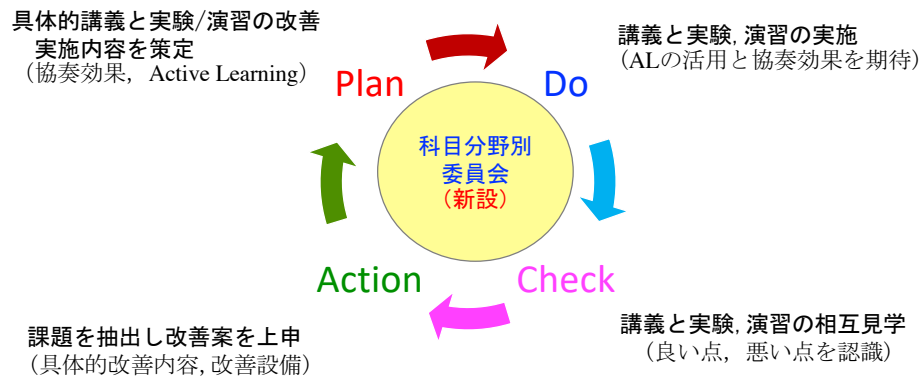 具体的講義と実験/演習の改善
実施内容を策定
（協奏効果，Active Learning）
Plan
Do
講義と実験, 演習の実施
（ALの活用と協奏効果を期待）
科目分野別
委員会
（新設）
Action
Check
課題を抽出し改善案を上申
（具体的改善内容, 改善設備）
講義と実験, 演習の相互見学
（良い点，悪い点を認識）